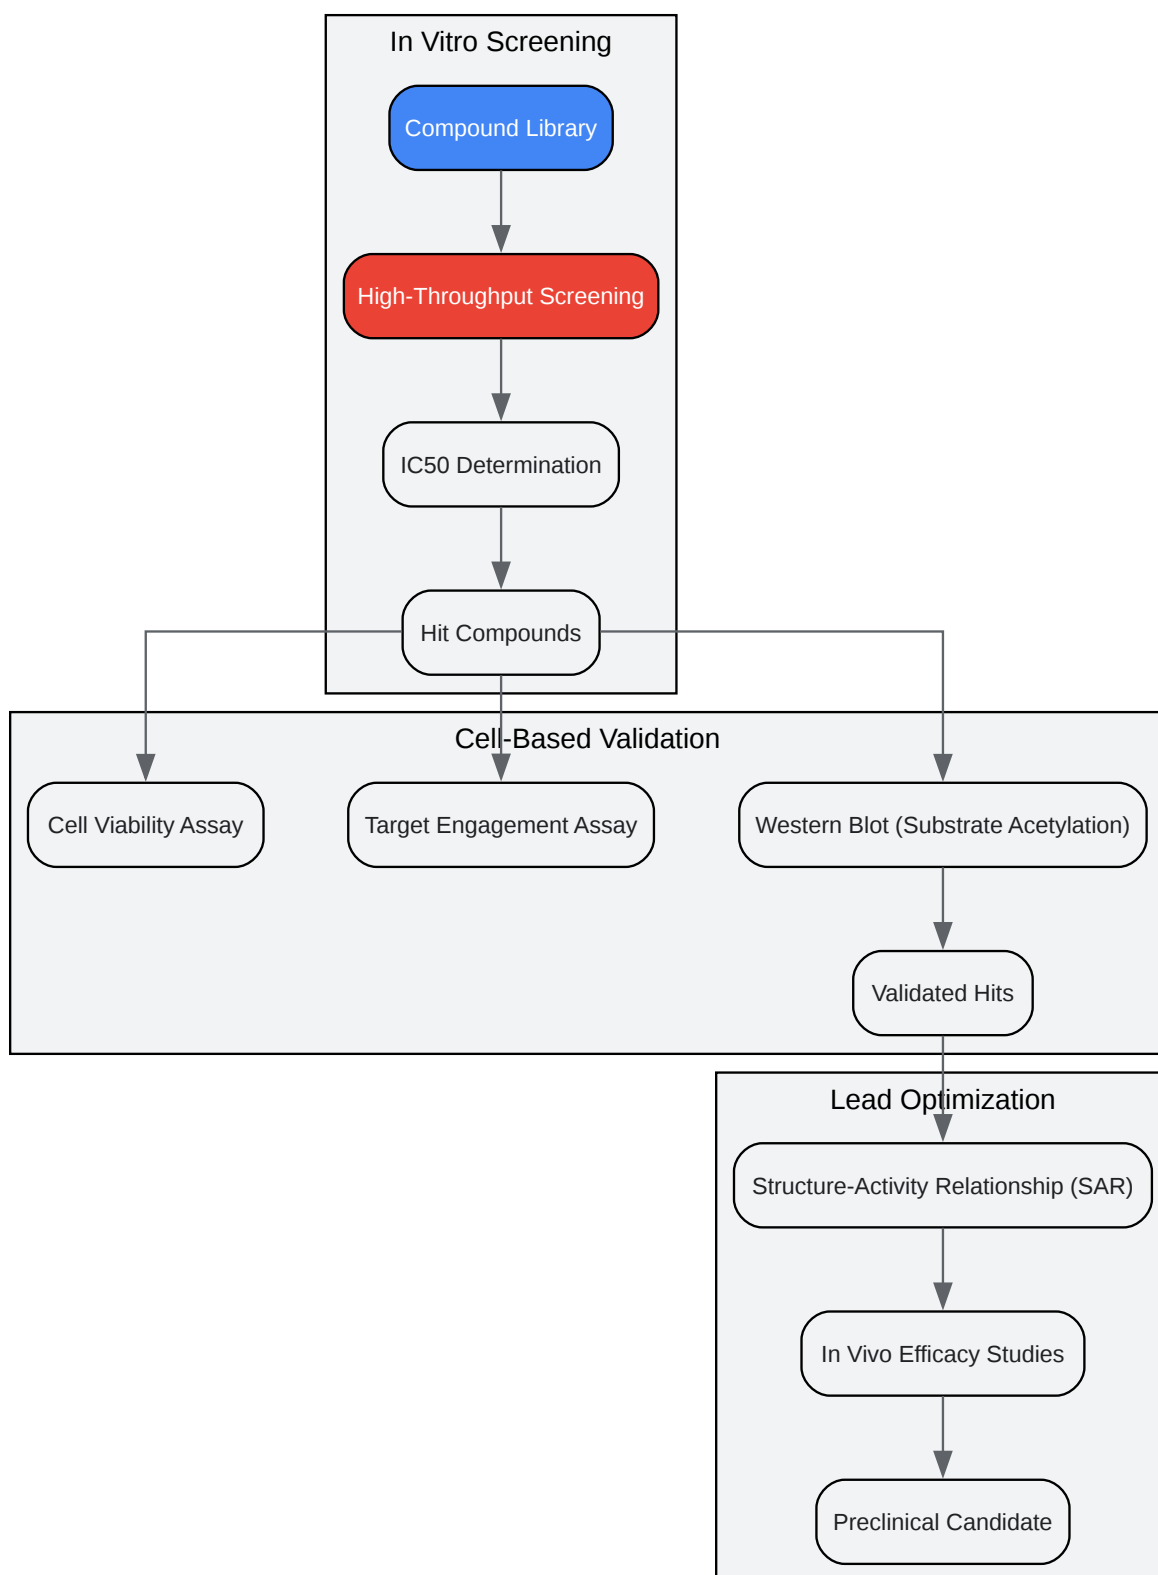 In Vitro Screening
Compound Library
High-Throughput Screening
IC50 Determination
Hit Compounds
Cell-Based Validation
Cell Viability Assay
Target Engagement Assay
Western Blot (Substrate Acetylation)
Validated Hits
Lead Optimization
Structure-Activity Relationship (SAR)
In Vivo Efficacy Studies
Preclinical Candidate